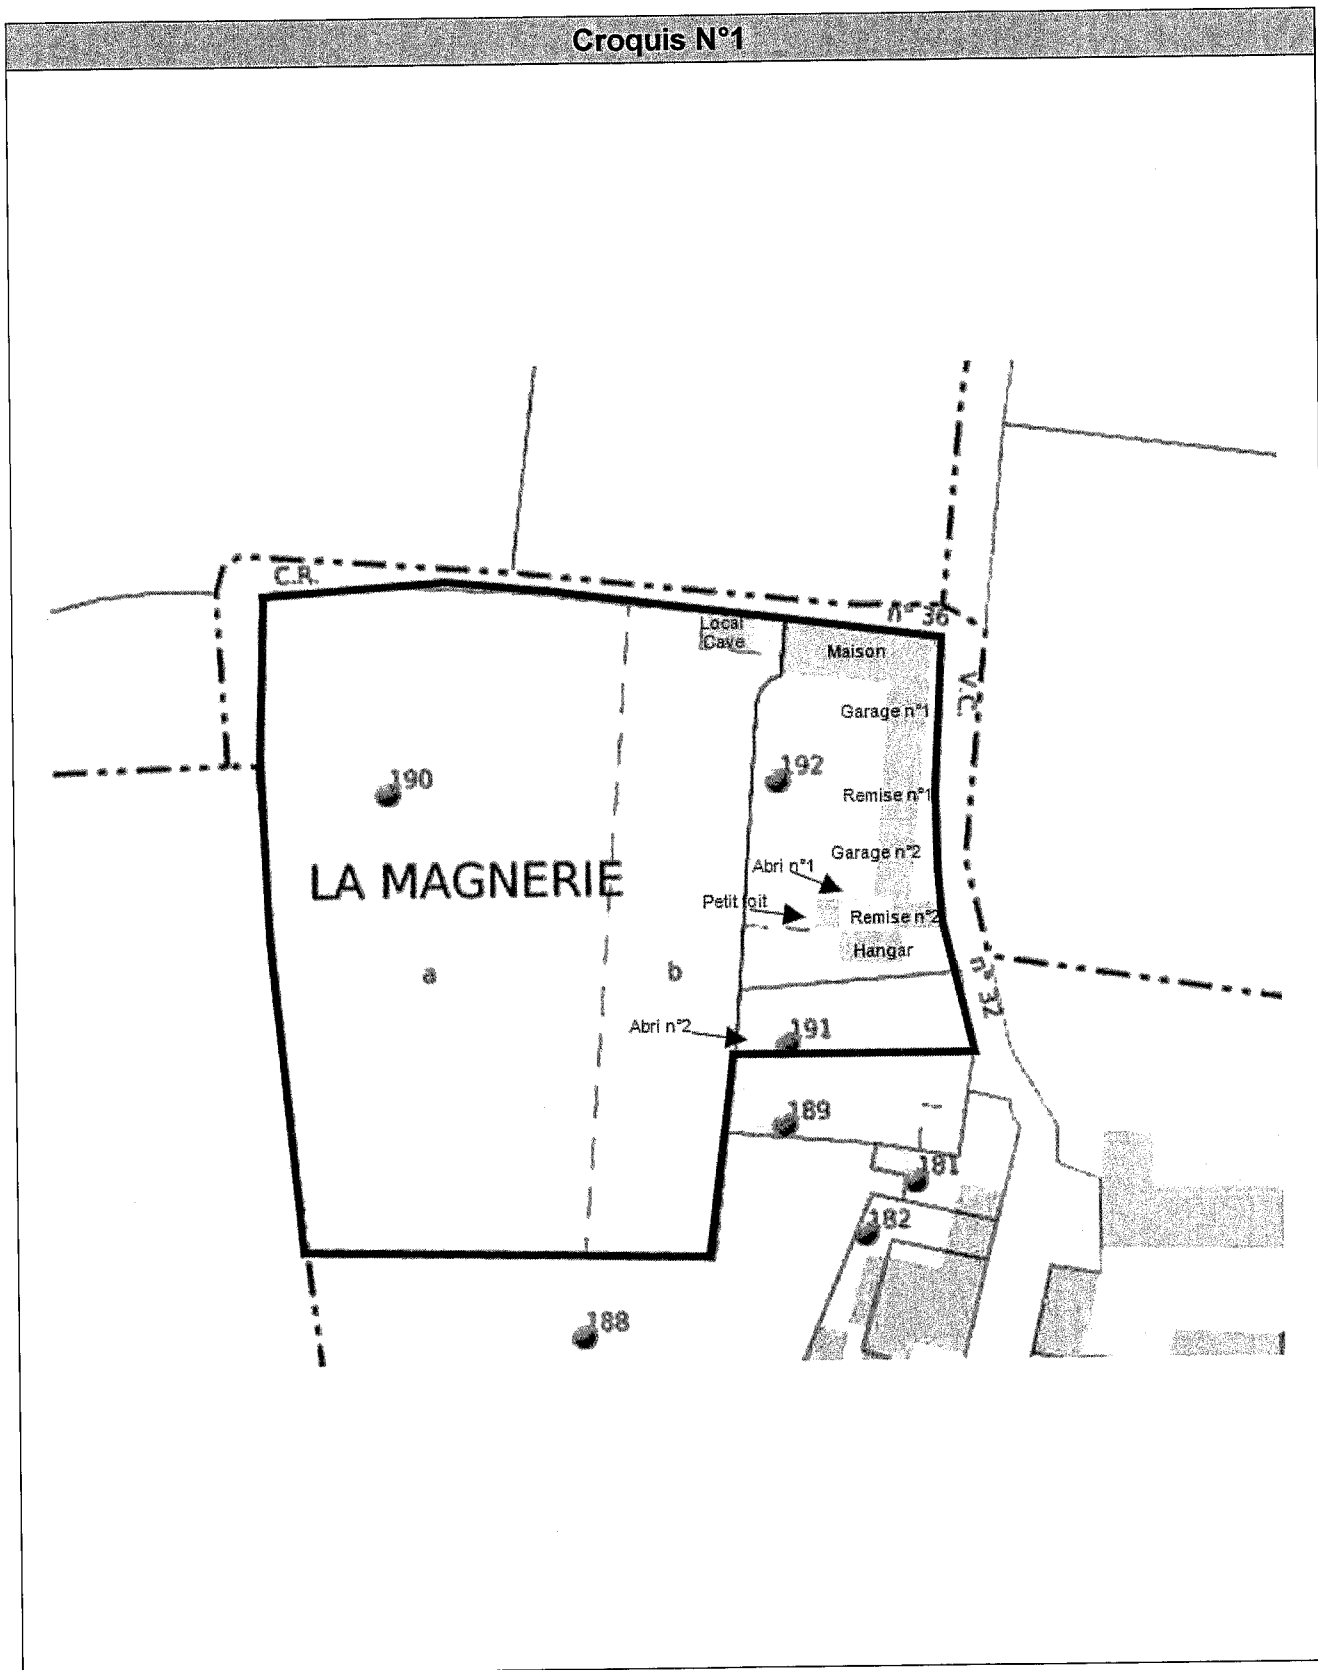 Croquis N°1
C.R.
n° 36
Local
Cave
Maison
V.C.
Garage n°1
190
192
Remise n°1
Garage n°2
Abri n°1
LA MAGNERIE
Petit toit
Remise n°2
Hangar
a
b
n° 32
Abri n°2
191
189
181
182
188